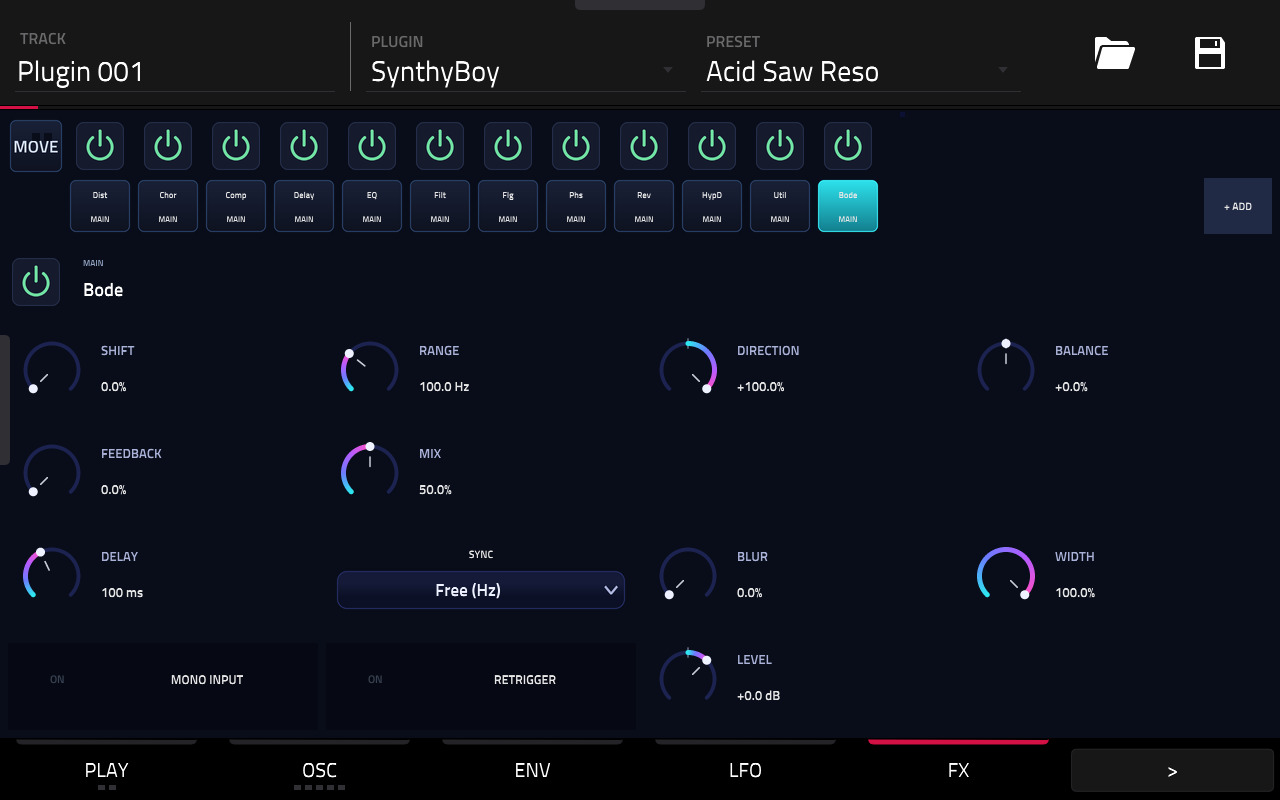 TRACK
Plugin 001
PLUGIN
SynthyBoy
PRESET
Acid Saw Reso
MOVE
Dist
MAIN
Chor
MAIN
Comp
MAIN
Delay
MAIN
EQ
MAIN
Filt
MAIN
Flg
MAIN
Phs
MAIN
Rev
MAIN
HypD
MAIN
Util
MAIN
Bode
MAIN
+ ADD
MAIN
Bode
SHIFT
0.0%
RANGE
100.0 Hz
DIRECTION
+100.0%
BALANCE
+0.0%
FEEDBACK
0.0%
MIX
50.0%
DELAY
100 ms
SYNC
Free (Hz)
BLUR
0.0%
WIDTH
100.0%
ON
MONO INPUT
ON
RETRIGGER
LEVEL
+0.0 dB
PLAY
OSC
ENV
LFO
FX
>